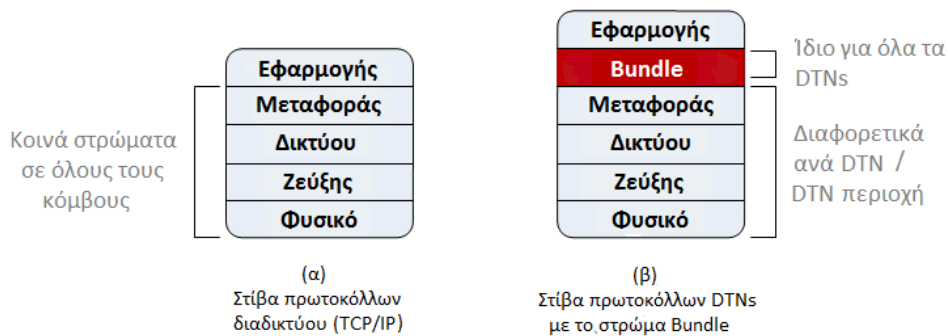 Κοινά στρώματα
σε όλους τους
κόμβους
Εφαρμογής
Μεταφοράς
Δικτύου
Ζεύξης
Φυσικό
(α)
Στίβα πρωτοκόλλων
διαδικτύου (TCP/IP)
Εφαρμογής
Bundle
Μεταφοράς
Δικτύου
Ζεύξης
Φυσικό
(β)
Στίβα πρωτοκόλλων DTNs
με το στρώμα Bundle
Ίδιο για όλα τα
DTNs
Διαφορετικά
ανά DTN /
DTN περιοχή